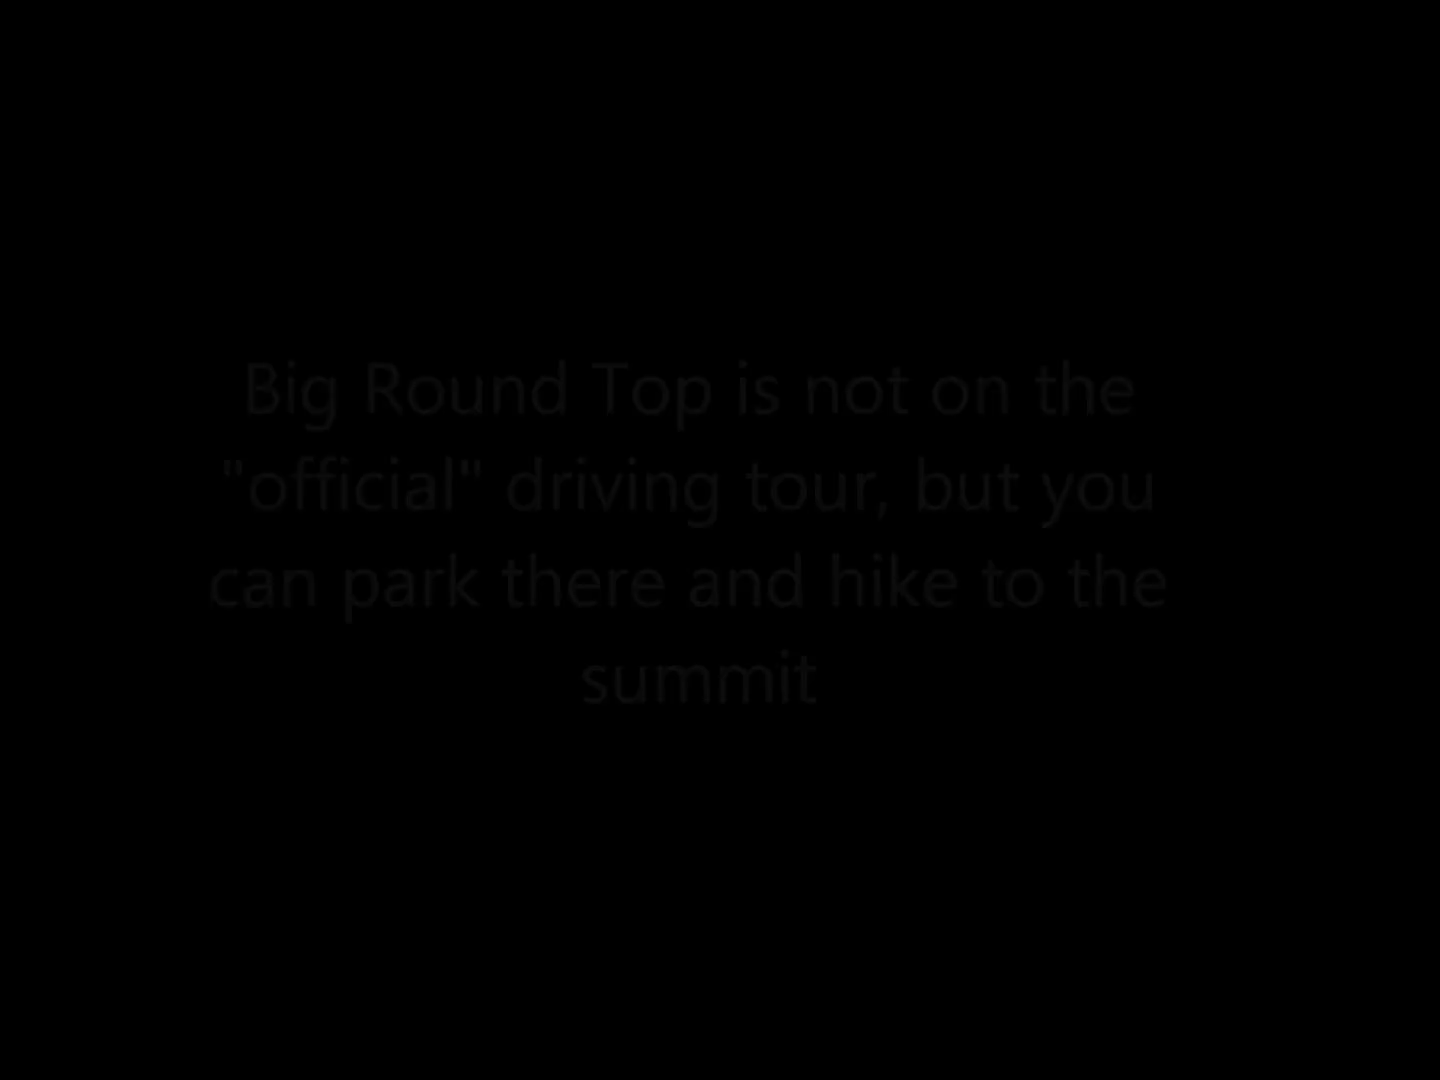 Big Round Top is not on the
"official" driving tour, but you
can park there and hike to the
summit